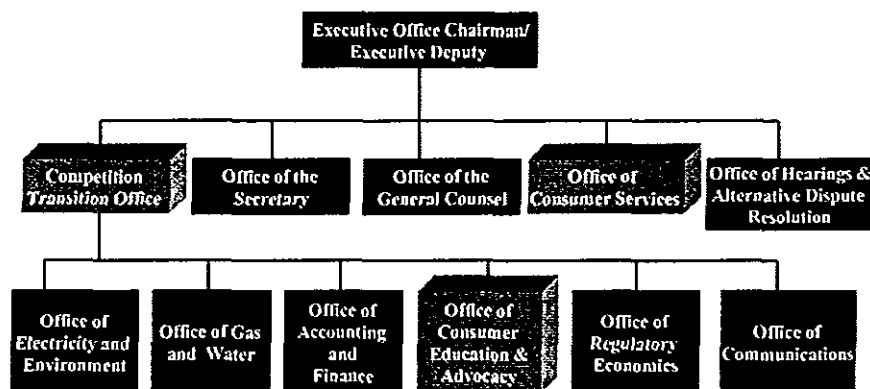 Executive Office Chairman/
Executive Deputy
Competition
Transition Office
Office of the
Secretary
Office of the
General Counsel
Office of
Consumer Services
Office of Hearings &
Alternative Dispute
Resolution
Office of
Electricity and
Environment
Office of Gas
and Water
Office of
Accounting
and
Finance
Office of
Consumer
Education &
Advocacy
Office of
Regulatory
Economics
Office of
Communications